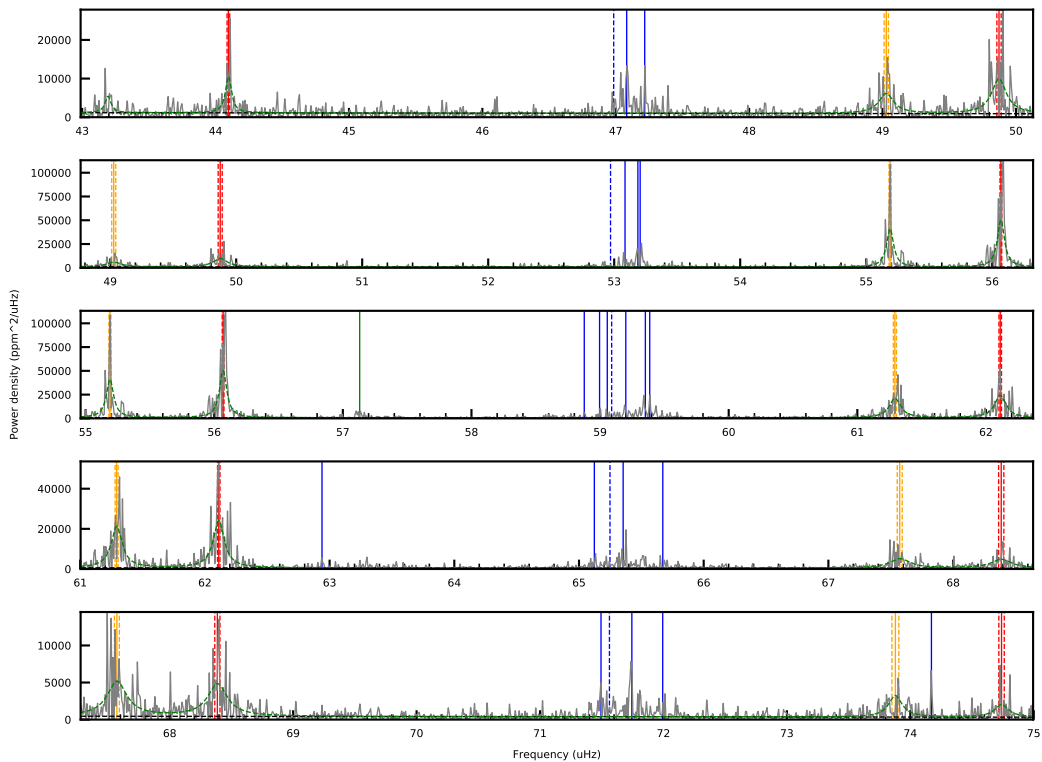 20000
10000
0
43 44 45 46 47 48 49 50
100000
75000
50000
25000
0
49 50 51 52 53 54 55 56
Power density (ppm^2/uHz)
100000
75000
50000
25000
0
55 56 57 58 59 60 61 62
40000
20000
0
61 62 63 64 65 66 67 68
10000
5000
0
68 69 70 71 72 73 74 75
Frequency (uHz)